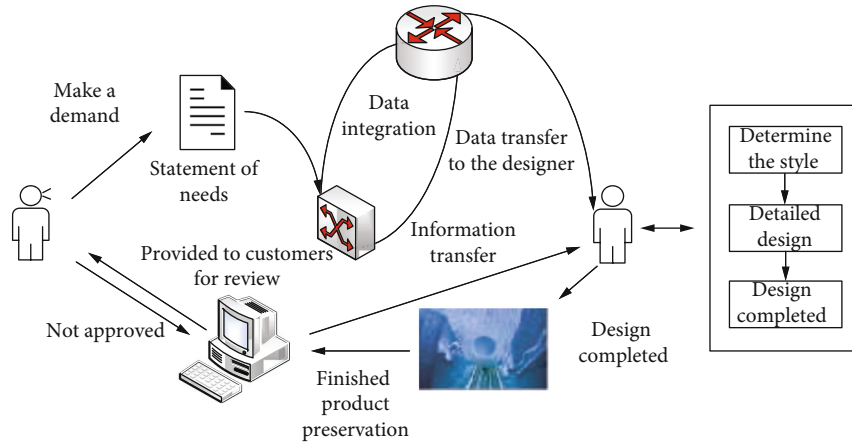 Make a
demand
Statement of
needs
Data
integration
Data transfer
to the designer
Information
transfer
Provided to customers
for review
Not approved
Finished
product
preservation
Design
completed
Determine
the style
Detailed
design
Design
completed